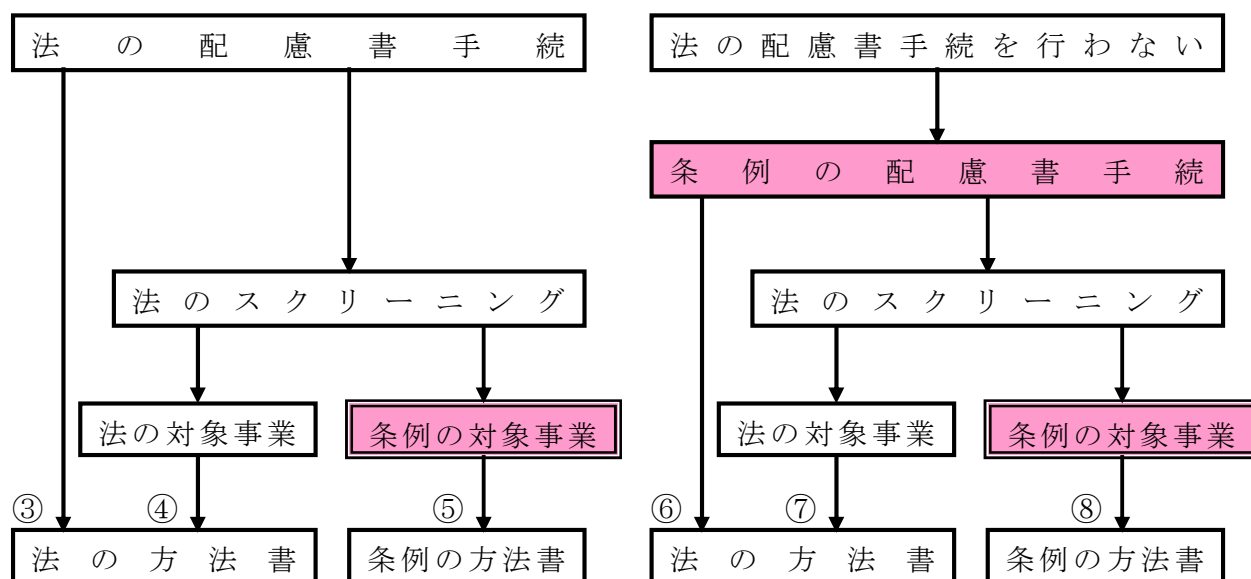 法の配慮書手続
法の配慮書手続を行わない
条例の配慮書手続
法のスクリーニング
法のスクリーニング
法の対象事業
条例の対象事業
法の対象事業
条例の対象事業
③
④
⑤
⑥
⑦
⑧
法の方法書
条例の方法書
法の方法書
条例の方法書